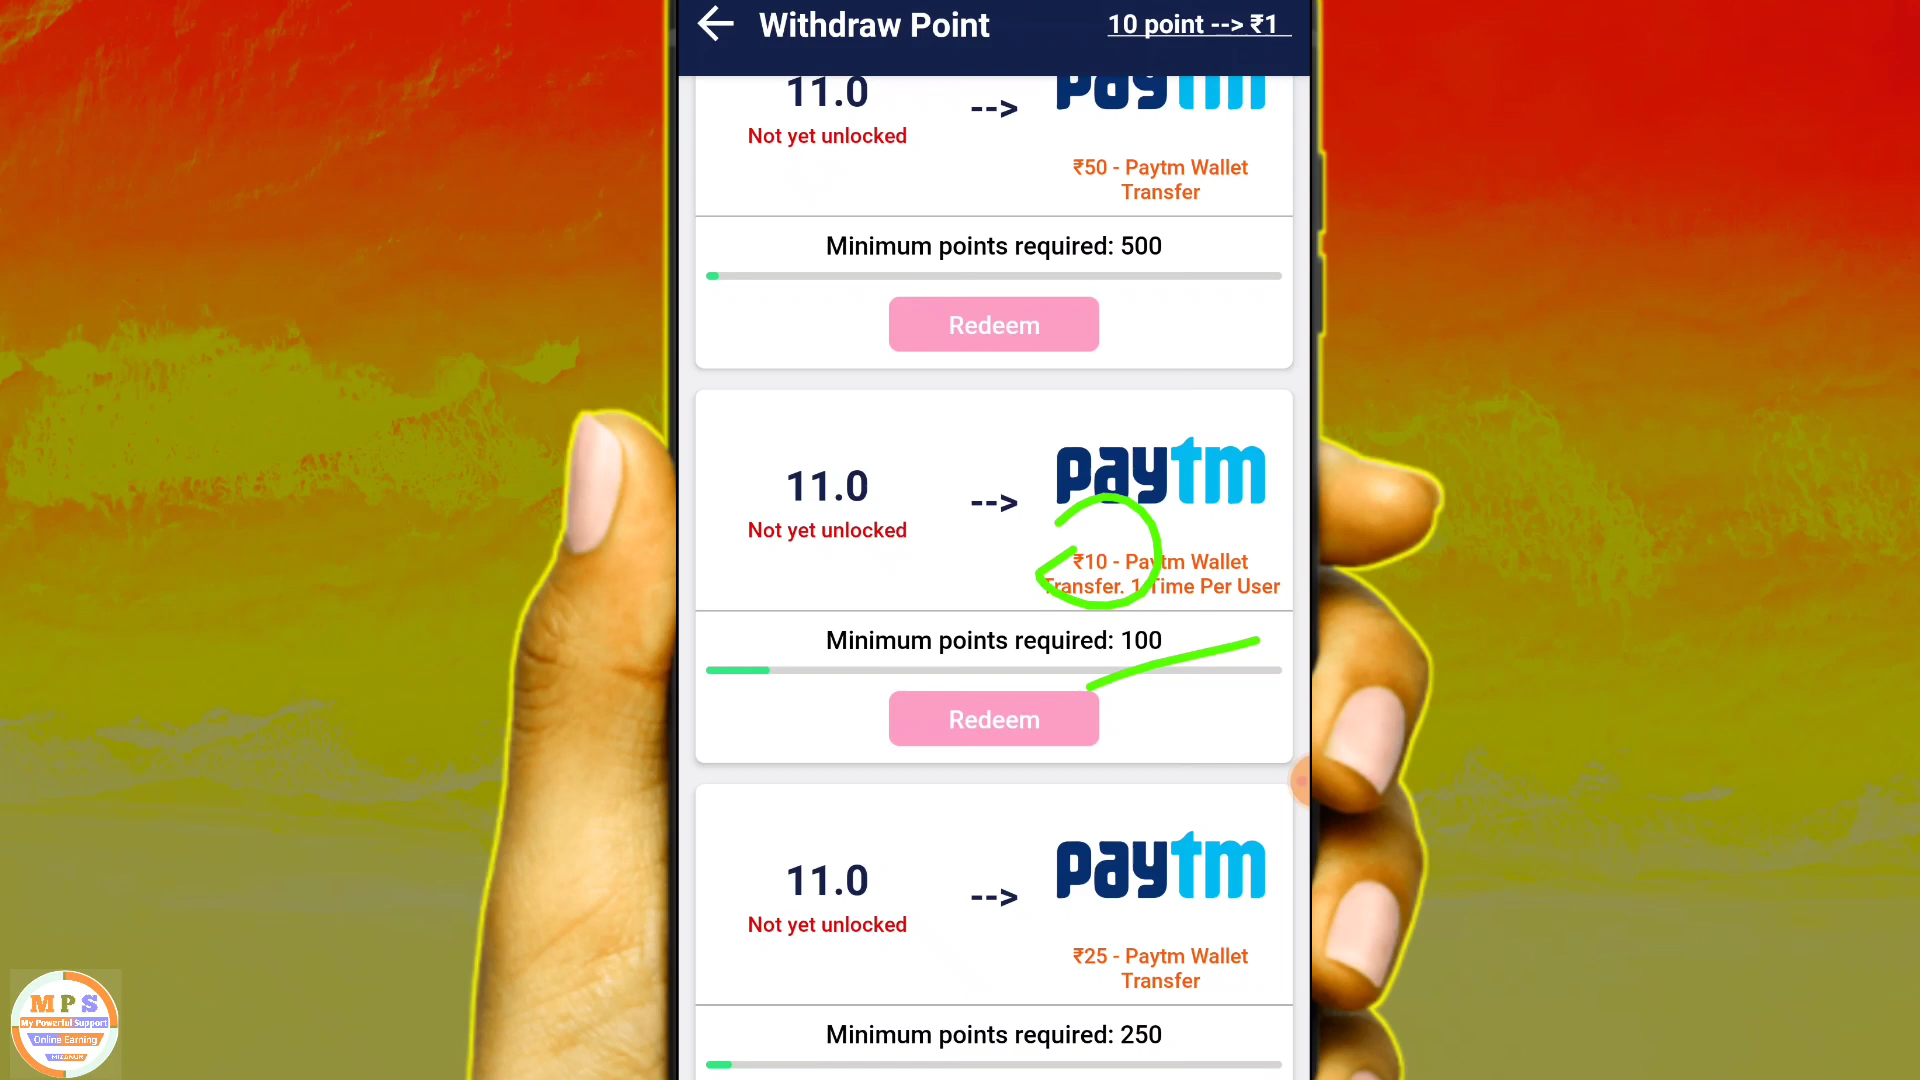 Withdraw Point
10 point --> ₹1
11.0
-->
paytm
Not yet unlocked
₹50 - Paytm Wallet
Transfer
Minimum points required: 500
Redeem
11.0
-->
paytm
Not yet unlocked
₹10 - Paytm Wallet
Transfer. 1 Time Per User
Minimum points required: 100
Redeem
11.0
-->
paytm
Not yet unlocked
₹25 - Paytm Wallet
Transfer
Minimum points required: 250
MPS
My Powerful Support
Online Earning
MIZANUR